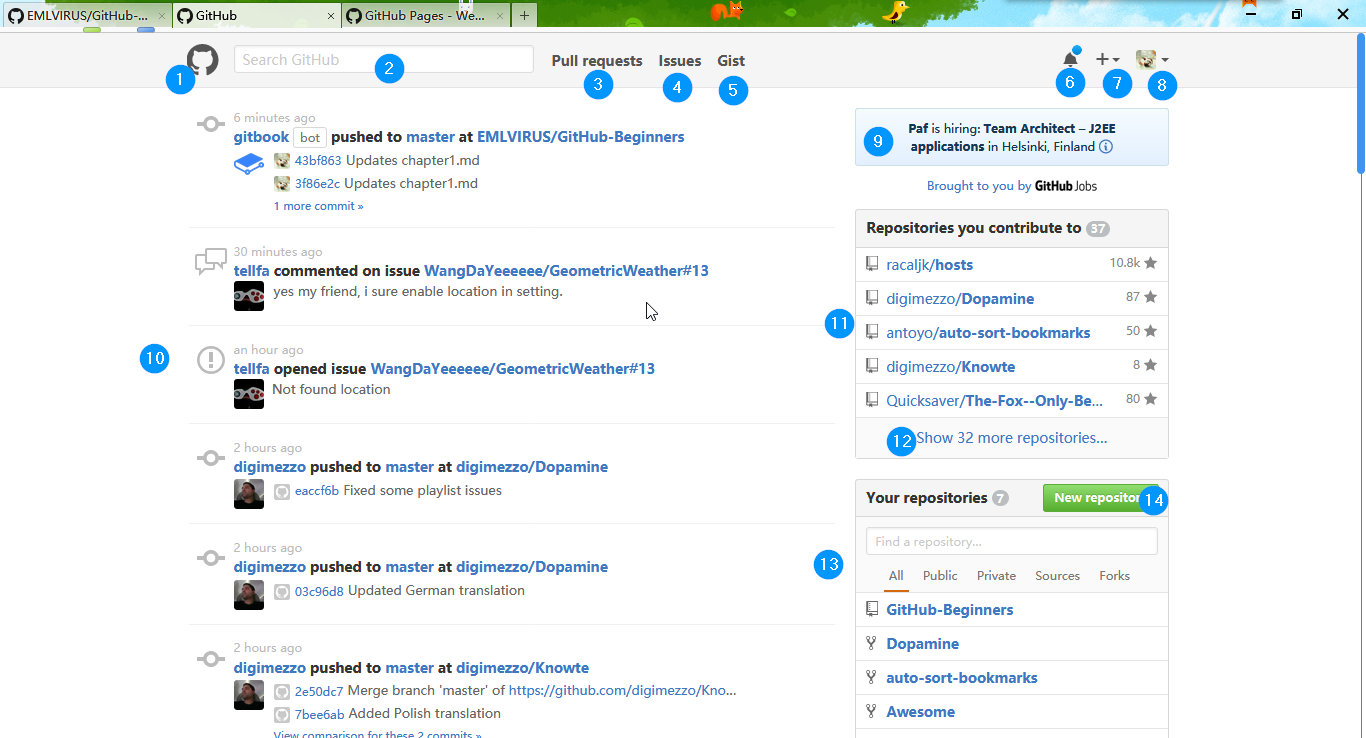 EMLVIRUS/GitHub-...
GitHub
GitHub Pages - We...
1
Search GitHub
2
Pull requests
3
Issues
4
Gist
5
6
7
8
6 minutes ago
gitbook bot pushed to master at EMLVIRUS/GitHub-Beginners
43bf863 Updates chapter1.md
3f86e2c Updates chapter1.md
1 more commit »
30 minutes ago
tellfa commented on issue WangDaYeeeeee/GeometricWeather#13
yes my friend, i sure enable location in setting.
10
an hour ago
tellfa opened issue WangDaYeeeeee/GeometricWeather#13
Not found location
2 hours ago
digimezzo pushed to master at digimezzo/Dopamine
eaccf6b Fixed some playlist issues
2 hours ago
digimezzo pushed to master at digimezzo/Dopamine
03c96d8 Updated German translation
2 hours ago
digimezzo pushed to master at digimezzo/Knowte
2e50dc7 Merge branch 'master' of https://github.com/digimezzo/Kno...
7bee6ab Added Polish translation
View comparison for these 2 commits »
9
Paf is hiring: Team Architect – J2EE
applications in Helsinki, Finland
Brought to you by GitHub Jobs
Repositories you contribute to 37
racaljk/hosts 10.8k
digimezzo/Dopamine 87
11
antoyo/auto-sort-bookmarks 50
digimezzo/Knowte 8
Quicksaver/The-Fox--Only-Be... 80
12
Show 32 more repositories...
Your repositories 7
New repositor
14
Find a repository...
13
All Public Private Sources Forks
GitHub-Beginners
Dopamine
auto-sort-bookmarks
Awesome